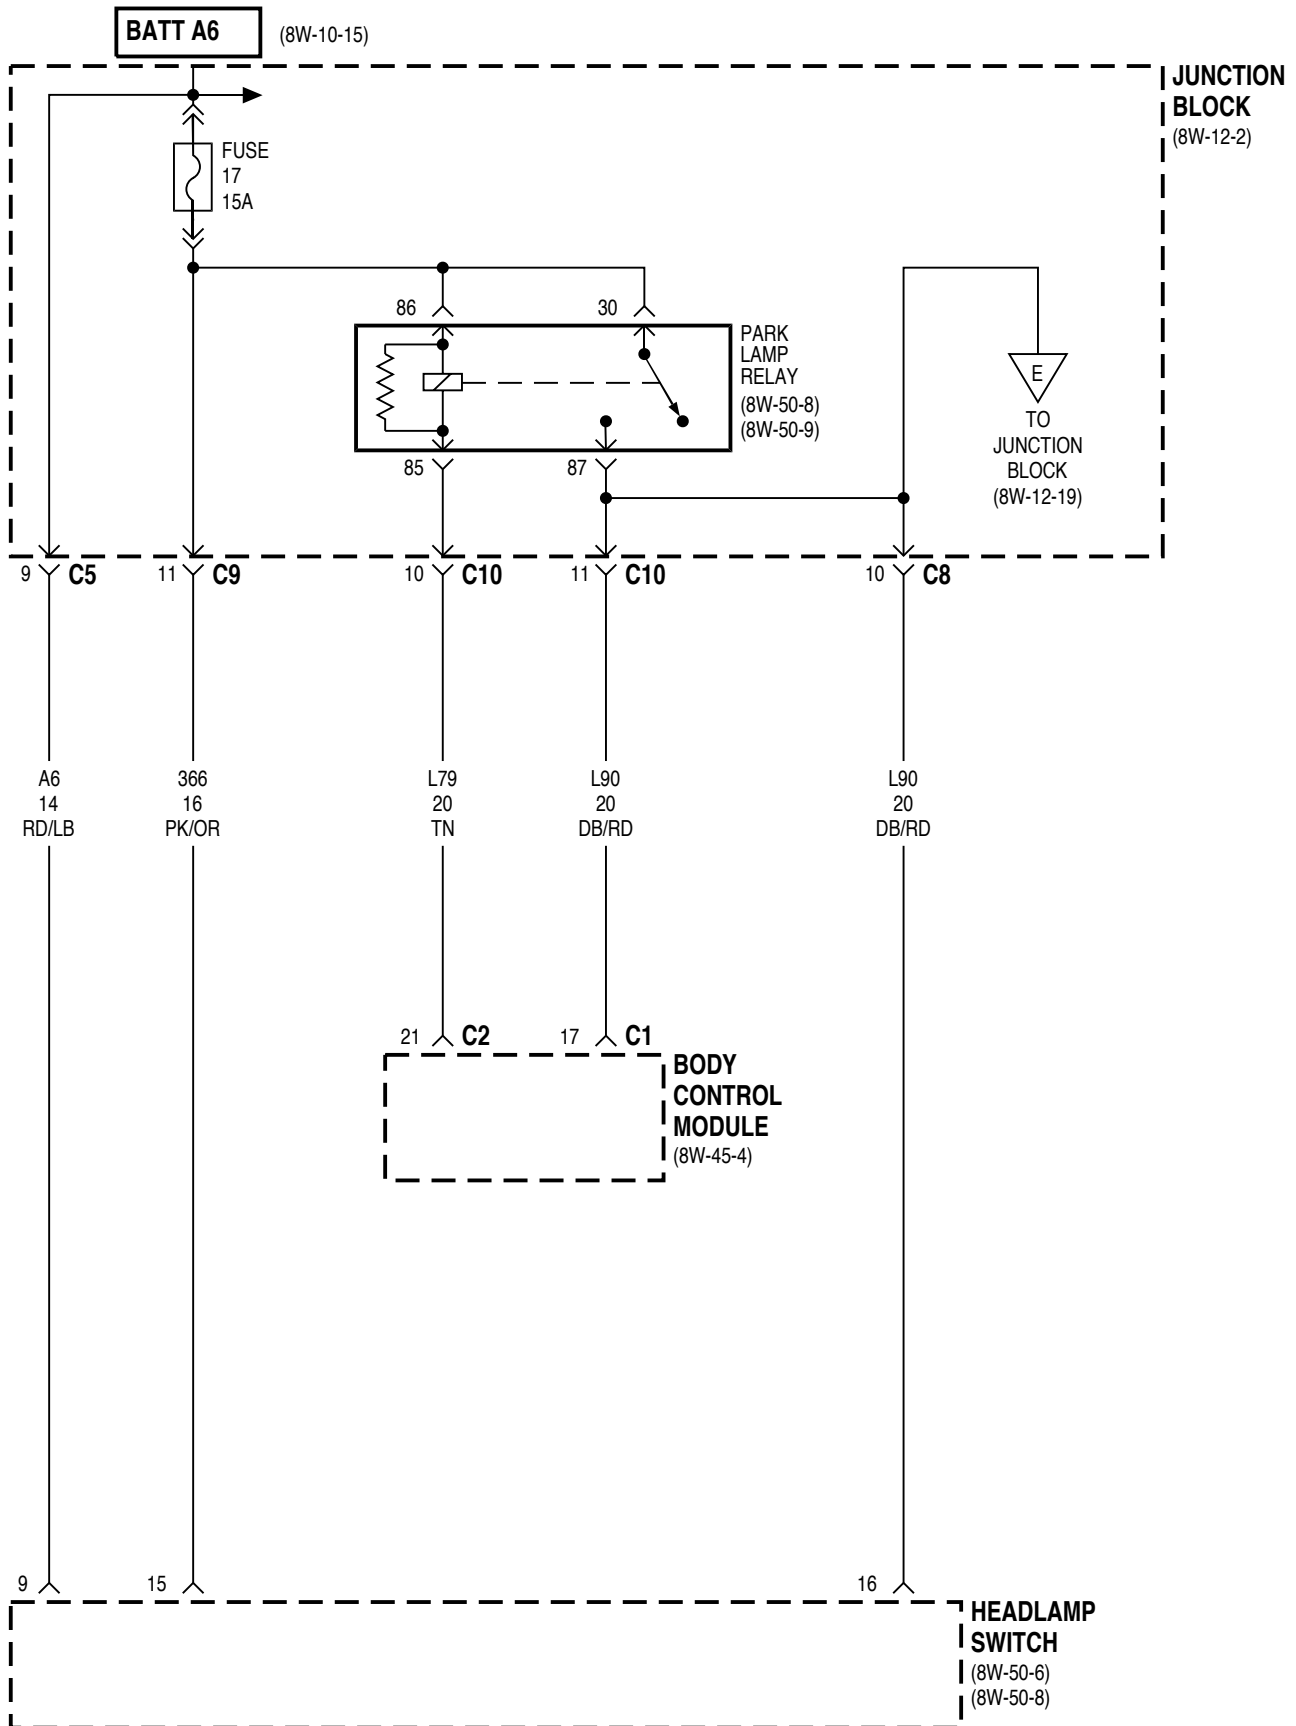 BATT A6 (8W-10-15)
JUNCTION
BLOCK
(8W-12-2)
FUSE
17
15A
86
30
PARK
LAMP
RELAY
(8W-50-8)
(8W-50-9)
E
TO
JUNCTION
BLOCK
(8W-12-19)
85
87
9 C5
11 C9
10 C10
11 C10
10 C8
A6
14
RD/LB
366
16
PK/OR
L79
20
TN
L90
20
DB/RD
L90
20
DB/RD
21 C2
17 C1
BODY
CONTROL
MODULE
(8W-45-4)
9
15
16
HEADLAMP
SWITCH
(8W-50-6)
(8W-50-8)